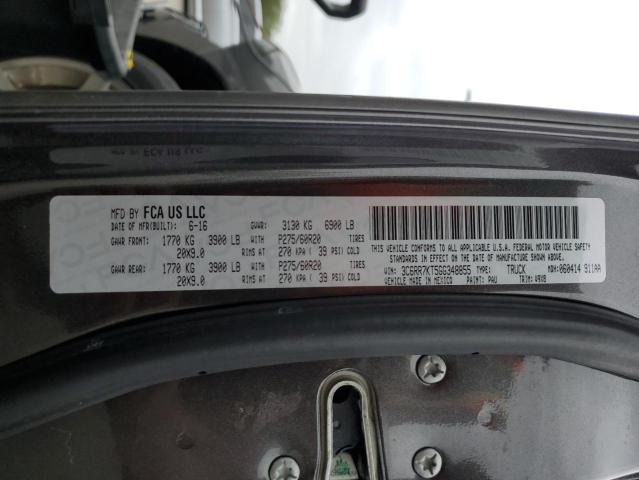 MFD BY FCA US LLC
DATE OF MFR(BUILT): 6-16 GVWR: 3130 KG 6900 LB
GAWR FRONT: 1770 KG 3900 LB WITH P275/60R20 TIRES
20X9.0 RIMS AT 270 KPA ( 39 PSI) COLD
GAWR REAR: 1770 KG 3900 LB WITH P275/60R20 TIRES
20X9.0 RIMS AT 270 KPA ( 39 PSI) COLD
THIS VEHICLE CONFORMS TO ALL APPLICABLE U.S.A. FEDERAL MOTOR VEHICLE SAFETY
STANDARDS IN EFFECT ON THE DATE OF MANUFACTURE SHOWN ABOVE.
VIN: 3C6RR7KT5GG348855 TYPE: TRUCK MDH: 060414 911AA
VEHICLE MADE IN MEXICO PAINT: PAU TRIM: V9X8